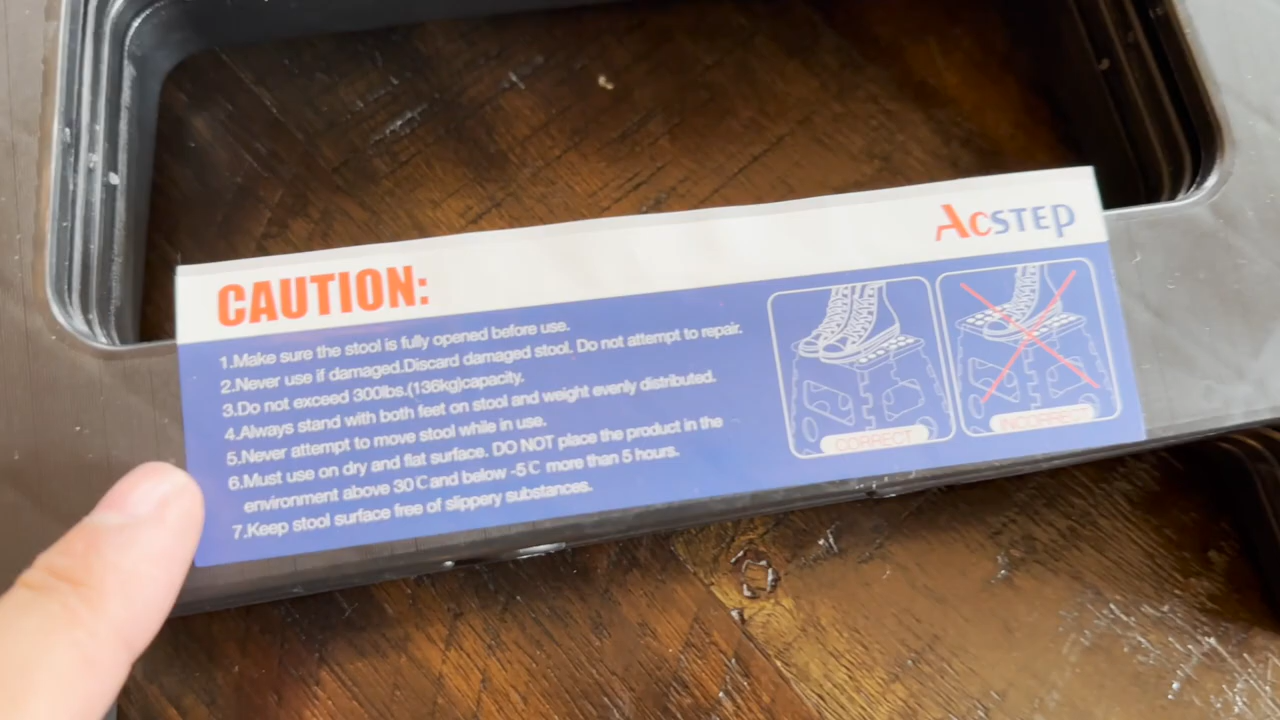 ACSTEP
CAUTION:
1.Make sure the stool is fully opened before use.
2.Never use if damaged.Discard damaged stool. Do not attempt to repair.
3.Do not exceed 300lbs.(136kg)capacity.
4.Always stand with both feet on stool and weight evenly distributed.
5.Never attempt to move stool while in use.
6.Must use on dry and flat surface. DO NOT place the product in the
environment above 30℃and below -5℃ more than 5 hours.
7.Keep stool surface free of slippery substances.
CORRECT
INCORRECT